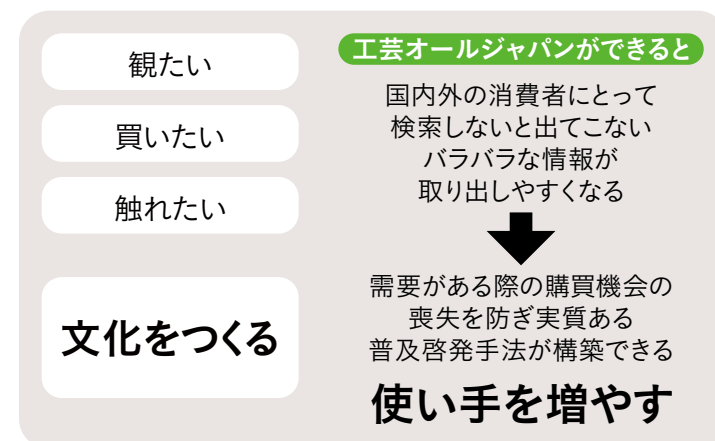 観たい
買いたい
触れたい
文化をつくる
工芸オールジャパンができると
国内外の消費者にとって
検索しないと出てこない
バラバラな情報が
取り出しやすくなる
需要がある際の購買機会の
喪失を防ぎ実質ある
普及啓発手法が構築できる
使い手を増やす